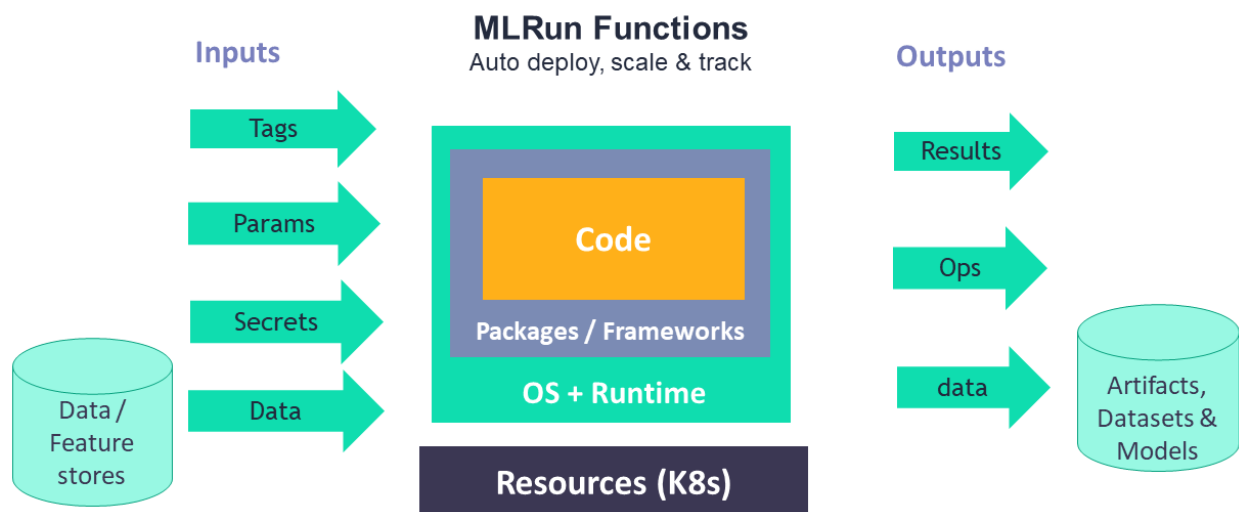 MLRun Functions
Auto deploy, scale & track
Inputs
Outputs
Tags
Params
Secrets
Data
Data /
Feature
stores
Code
Packages / Frameworks
OS + Runtime
Resources (K8s)
Results
Ops
data
Artifacts,
Datasets &
Models